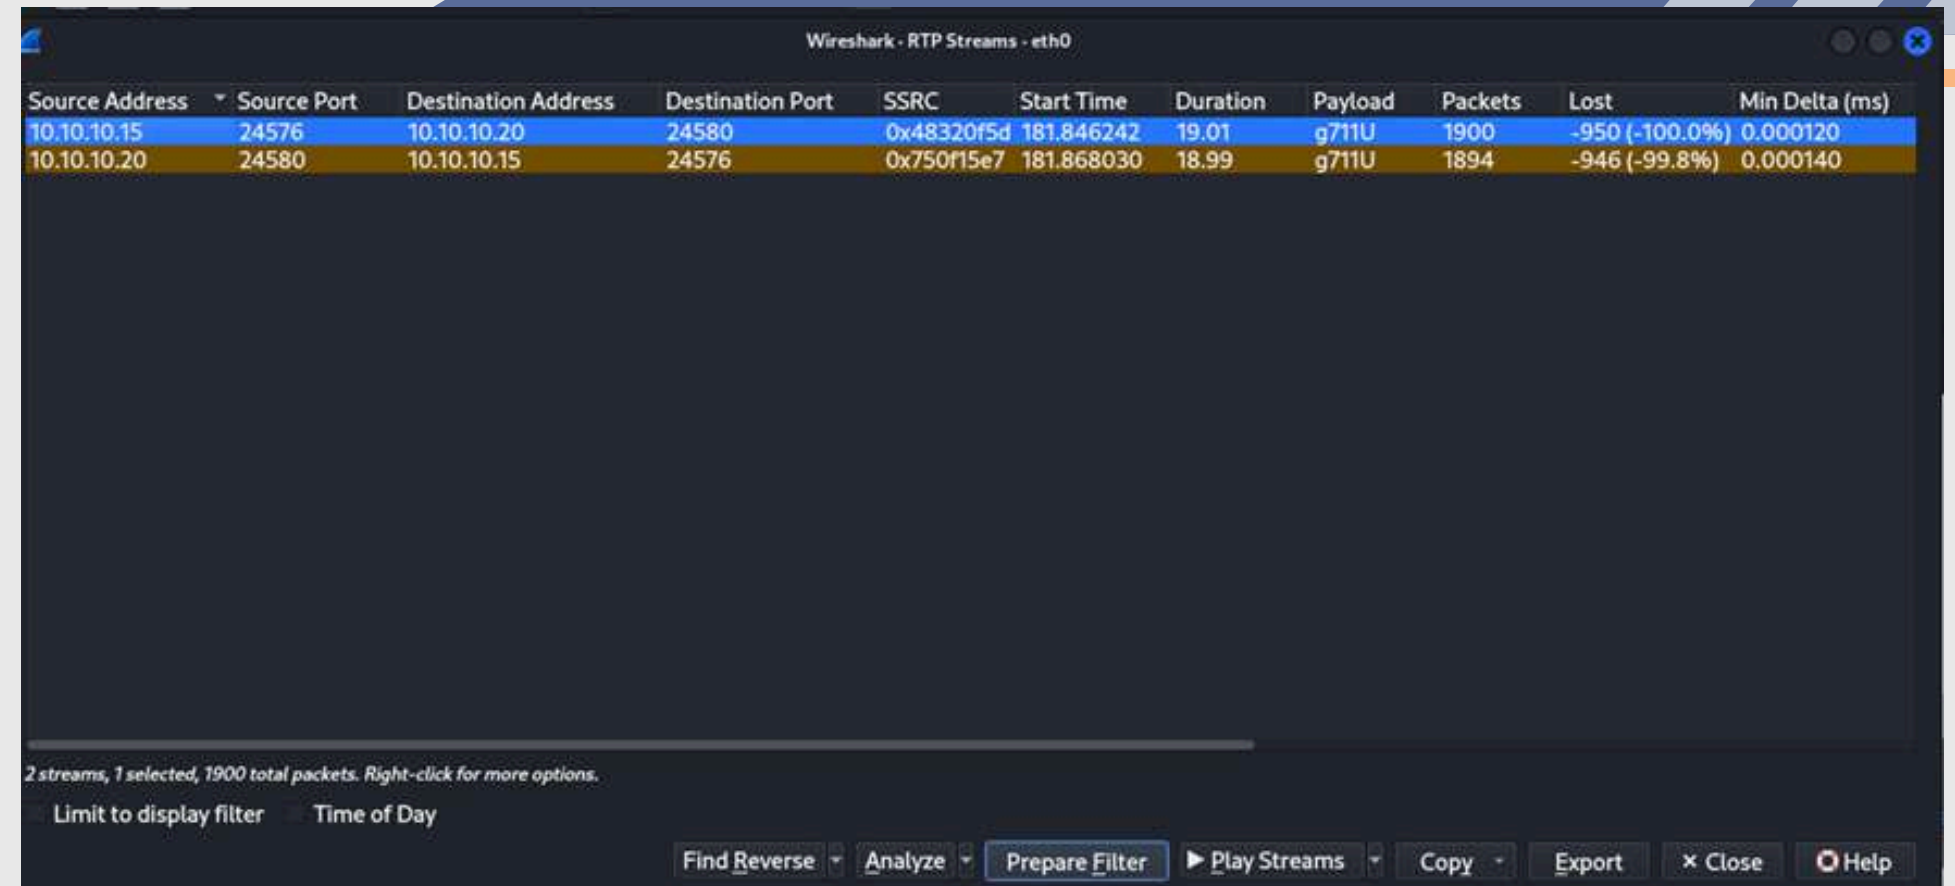 Wireshark · RTP Streams · eth0
Source Address Source Port Destination Address Destination Port SSRC Start Time Duration Payload Packets Lost Min Delta (ms)
10.10.10.15 24576 10.10.10.20 24580 0x48320f5d 181.846242 19.01 g711U 1900 -950 (-100.0%) 0.000120
10.10.10.20 24580 10.10.10.15 24576 0x750f15e7 181.868030 18.99 g711U 1894 -946 (-99.8%) 0.000140
2 streams, 1 selected, 1900 total packets. Right-click for more options.
Limit to display filter Time of Day
Find Reverse Analyze Prepare Filter Play Streams Copy Export Close Help